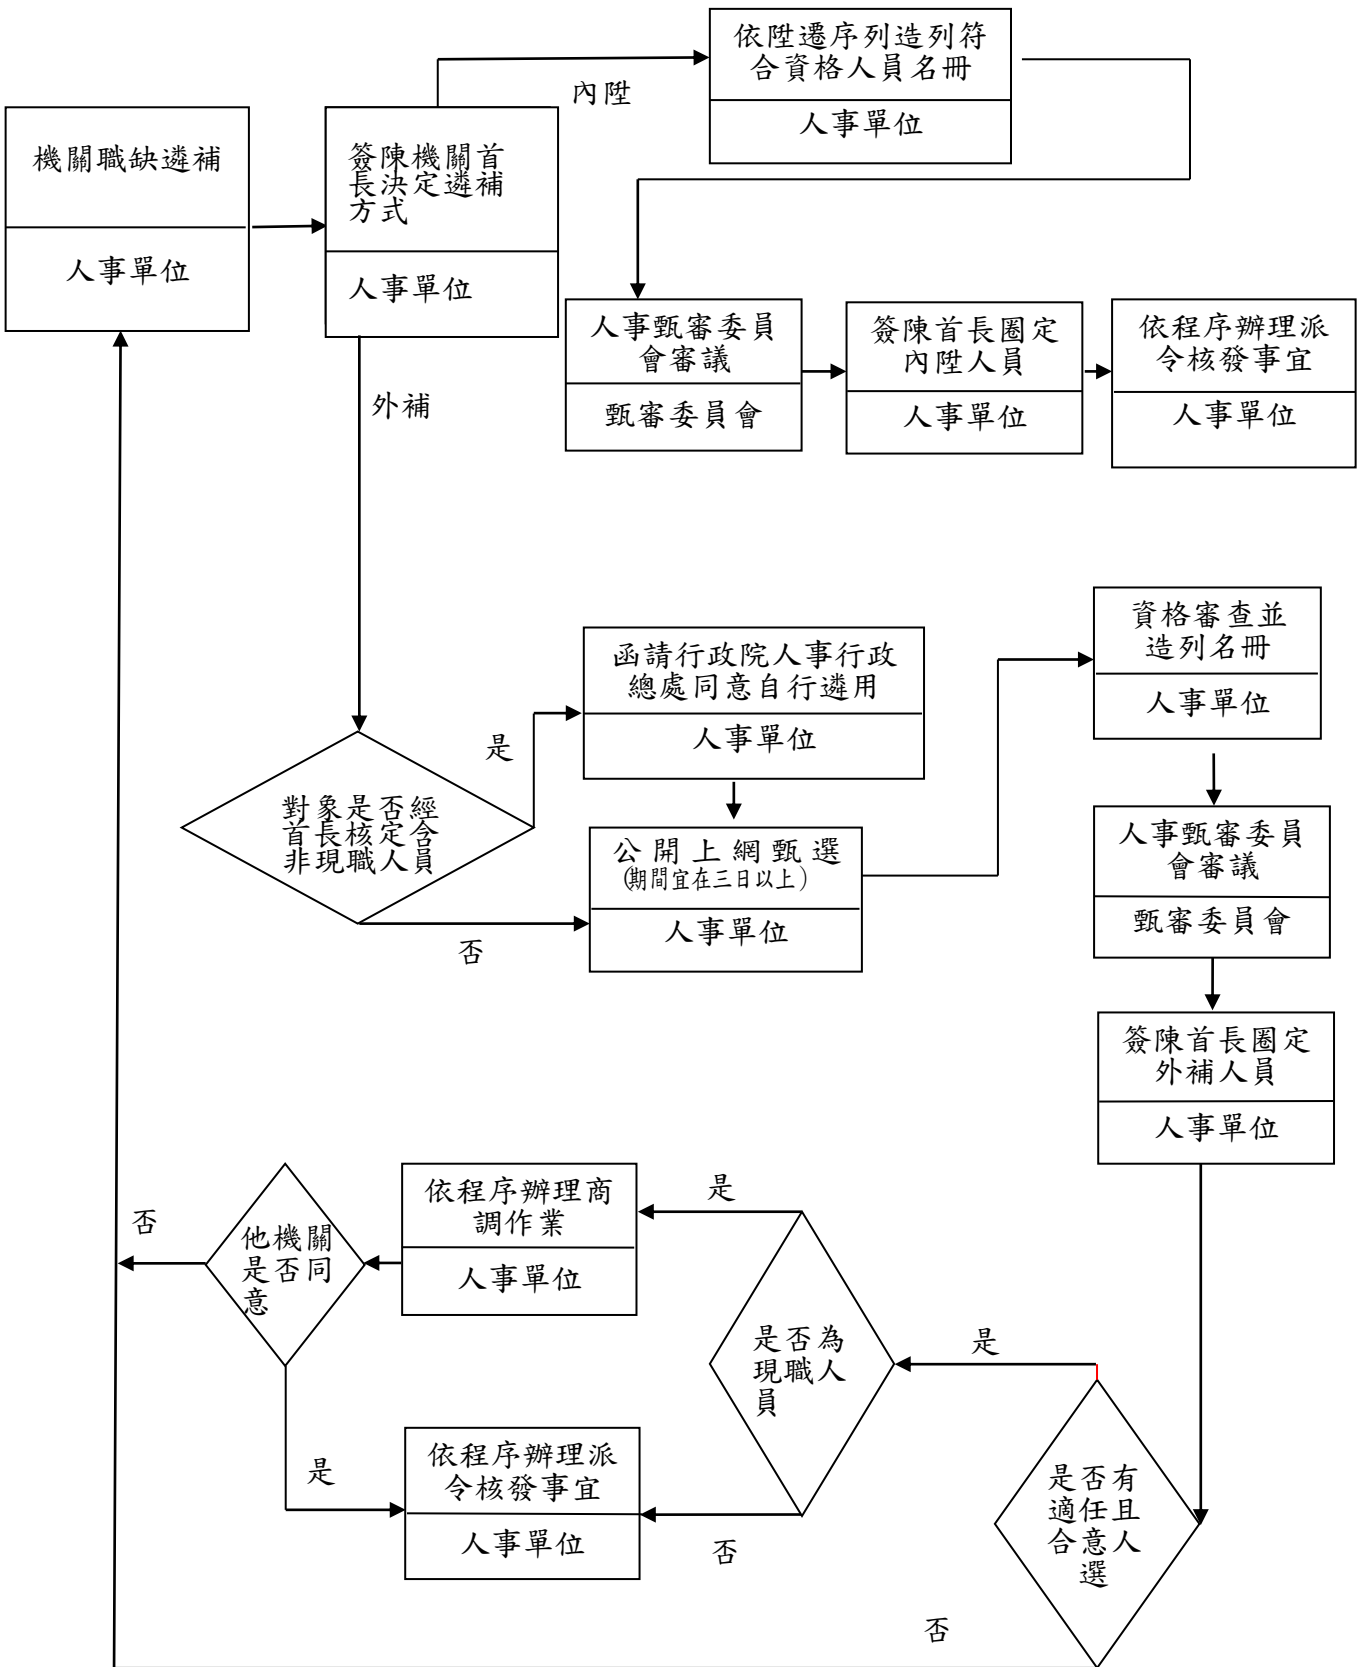 依陞遷序列造列符
合資格人員名冊
人事單位
內陞
機關職缺遴補
人事單位
簽陳機關首
長決定遴補
方式
人事單位
人事甄審委員
會審議
甄審委員會
簽陳首長圈定
內陞人員
人事單位
依程序辦理派
令核發事宜
人事單位
外補
對象是否經
首長核定含
非現職人員
是
函請行政院人事行政
總處同意自行遴用
人事單位
否
公開上網甄選
(期間宜在三日以上)
人事單位
資格審查並
造列名冊
人事單位
人事甄審委員
會審議
甄審委員會
簽陳首長圈定
外補人員
人事單位
是否有
適任且
合意人
選
是
否
是否為
現職人
員
是
否
依程序辦理商
調作業
人事單位
他機關
是否同
意
否
是
依程序辦理派
令核發事宜
人事單位